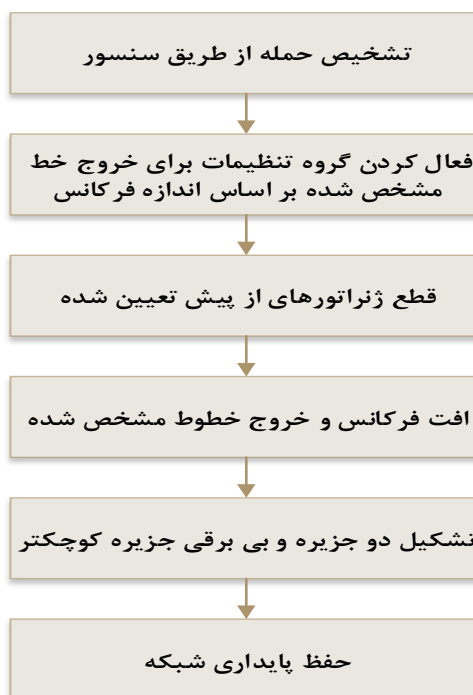 تشخیص حمله از طریق سنسور
فعال کردن گروه تنظیمات برای خروج خط
مشخص شده بر اساس اندازه فرکانس
قطع ژنراتورهای از پیش تعیین شده
افت فرکانس و خروج خطوط مشخص شده
تشکیل دو جزیره و بی برقی جزیره کوچکتر
حفظ پایداری شبکه